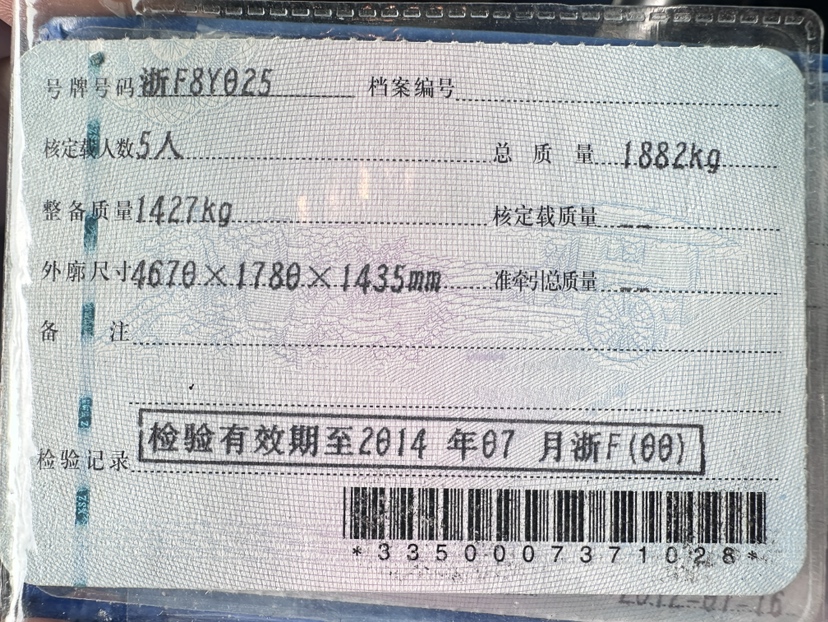 号牌号码 浙F8Y025 档案编号
核定载人数 5人 总质量 1882kg
整备质量 1427kg 核定载质量 --
外廓尺寸 4670×1780×1435mm 准牵引总质量 --
备注
检验记录 检验有效期至2014 年07 月浙F(00)
*3350007371028*